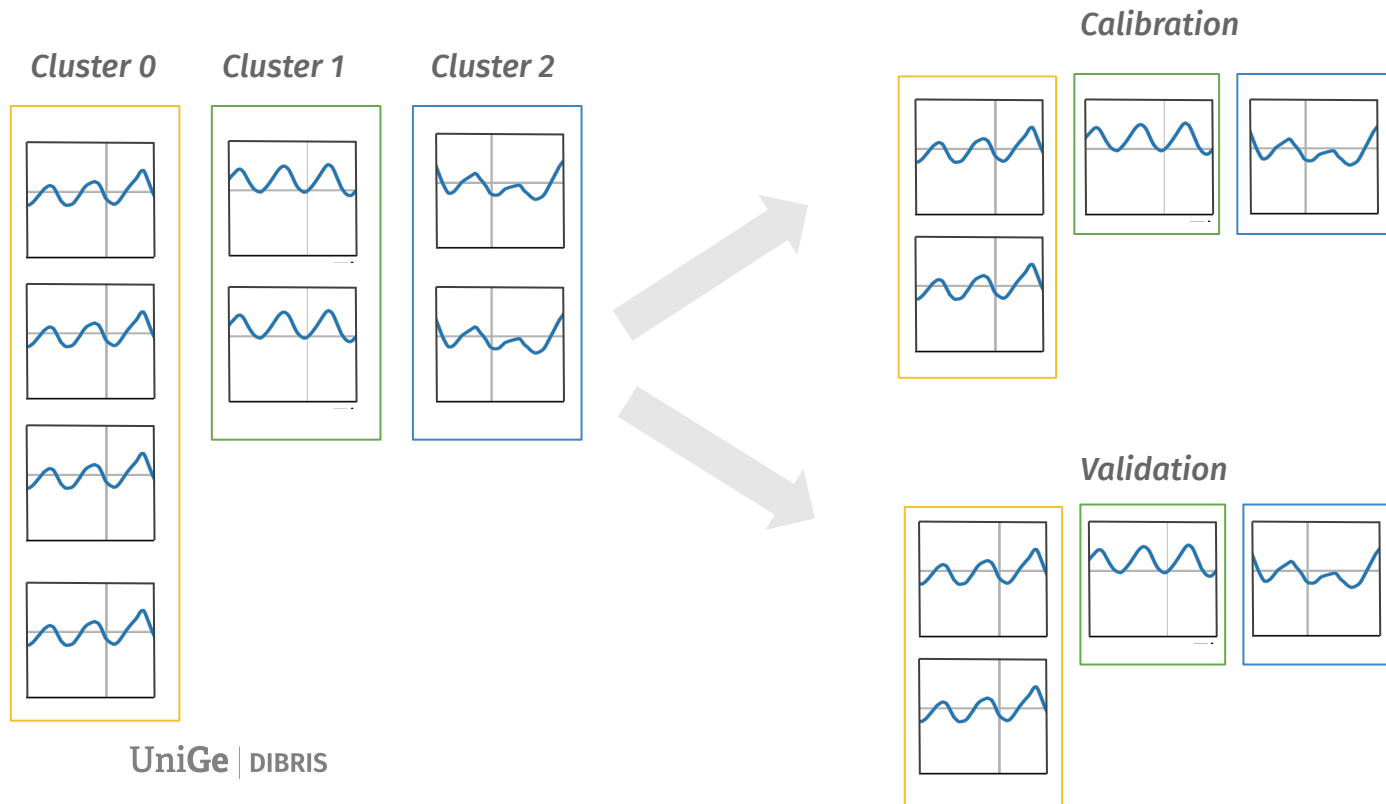 Cluster 0
Cluster 1
Cluster 2
Calibration
Validation
UniGe | DIBRIS